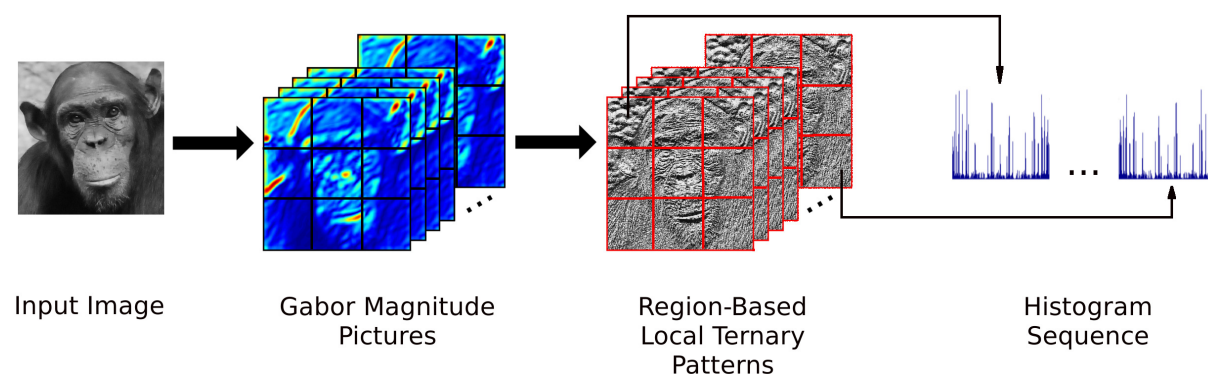 Input Image
Gabor Magnitude
Pictures
Region-Based
Local Ternary
Patterns
Histogram
Sequence